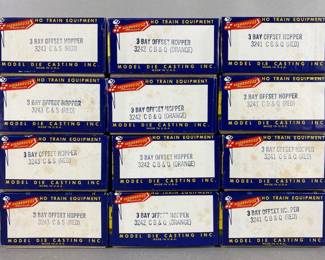 HO TRAIN EQUIPMENT
3 BAY OFFSET HOPPER
3243 C & S (RED)
MODEL DIE CASTING INC.
HO TRAIN EQUIPMENT
3 BAY OFFSET HOPPER
3242 C B & Q (ORANGE)
MODEL DIE CASTING INC.
HO TRAIN EQUIPMENT
3 BAY OFFSET HOPPER
3241 C B & Q (RED)
MODEL DIE CASTING INC.
HO TRAIN EQUIPMENT
3 BAY OFFSET HOPPER
3243 C & S (RED)
MODEL DIE CASTING INC.
HO TRAIN EQUIPMENT
3 BAY OFFSET HOPPER
3242 C B & Q (ORANGE)
MODEL DIE CASTING INC.
HO TRAIN EQUIPMENT
3 BAY OFFSET HOPPER
3241 C B & Q (RED)
MODEL DIE CASTING INC.
HO TRAIN EQUIPMENT
3 BAY OFFSET HOPPER
3243 C & S (RED)
MODEL DIE CASTING INC.
HO TRAIN EQUIPMENT
3 BAY OFFSET HOPPER
3242 C B & Q (ORANGE)
MODEL DIE CASTING INC.
HO TRAIN EQUIPMENT
3 BAY OFFSET HOPPER
3241 C B & Q (RED)
MODEL DIE CASTING INC.
HO TRAIN EQUIPMENT
3 BAY OFFSET HOPPER
3243 C & S (RED)
MODEL DIE CASTING INC.
HO TRAIN EQUIPMENT
3 BAY OFFSET HOPPER
3242 C B & Q (ORANGE)
MODEL DIE CASTING INC.
HO TRAIN EQUIPMENT
3 BAY OFFSET HOPPER
3241 C B & Q (RED)
MODEL DIE CASTING INC.